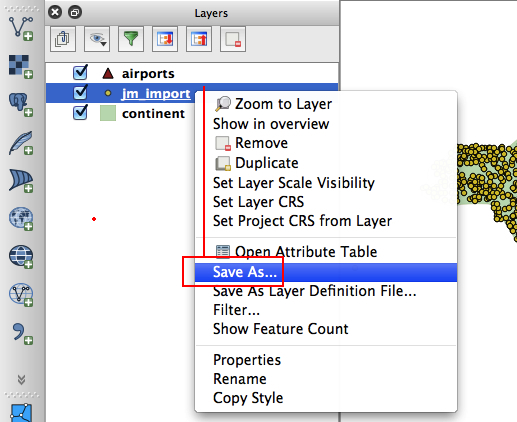 Layers
airports
jm_import
continent
Zoom to Layer
Show in overview
Remove
Duplicate
Set Layer Scale Visibility
Set Layer CRS
Set Project CRS from Layer
Open Attribute Table
Save As...
Save As Layer Definition File...
Filter...
Show Feature Count
Properties
Rename
Copy Style